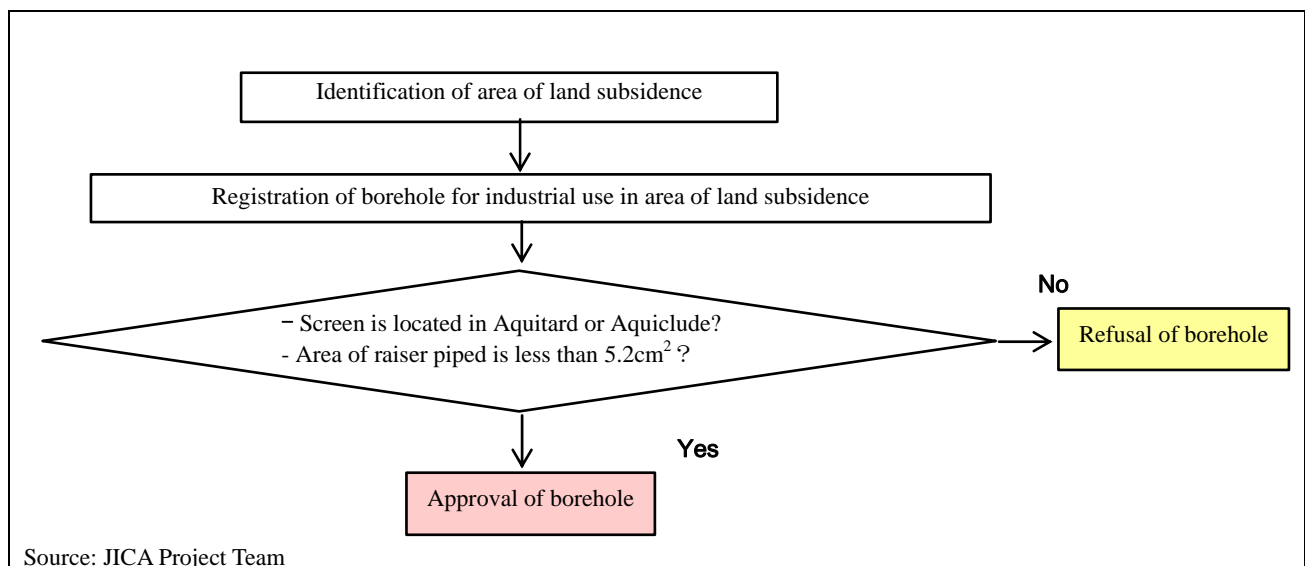 Identification of area of land subsidence
Registration of borehole for industrial use in area of land subsidence
No
– Screen is located in Aquitard or Aquiclude?
- Area of raiser piped is less than 5.2cm² ?
Refusal of borehole
Yes
Approval of borehole
Source: JICA Project Team